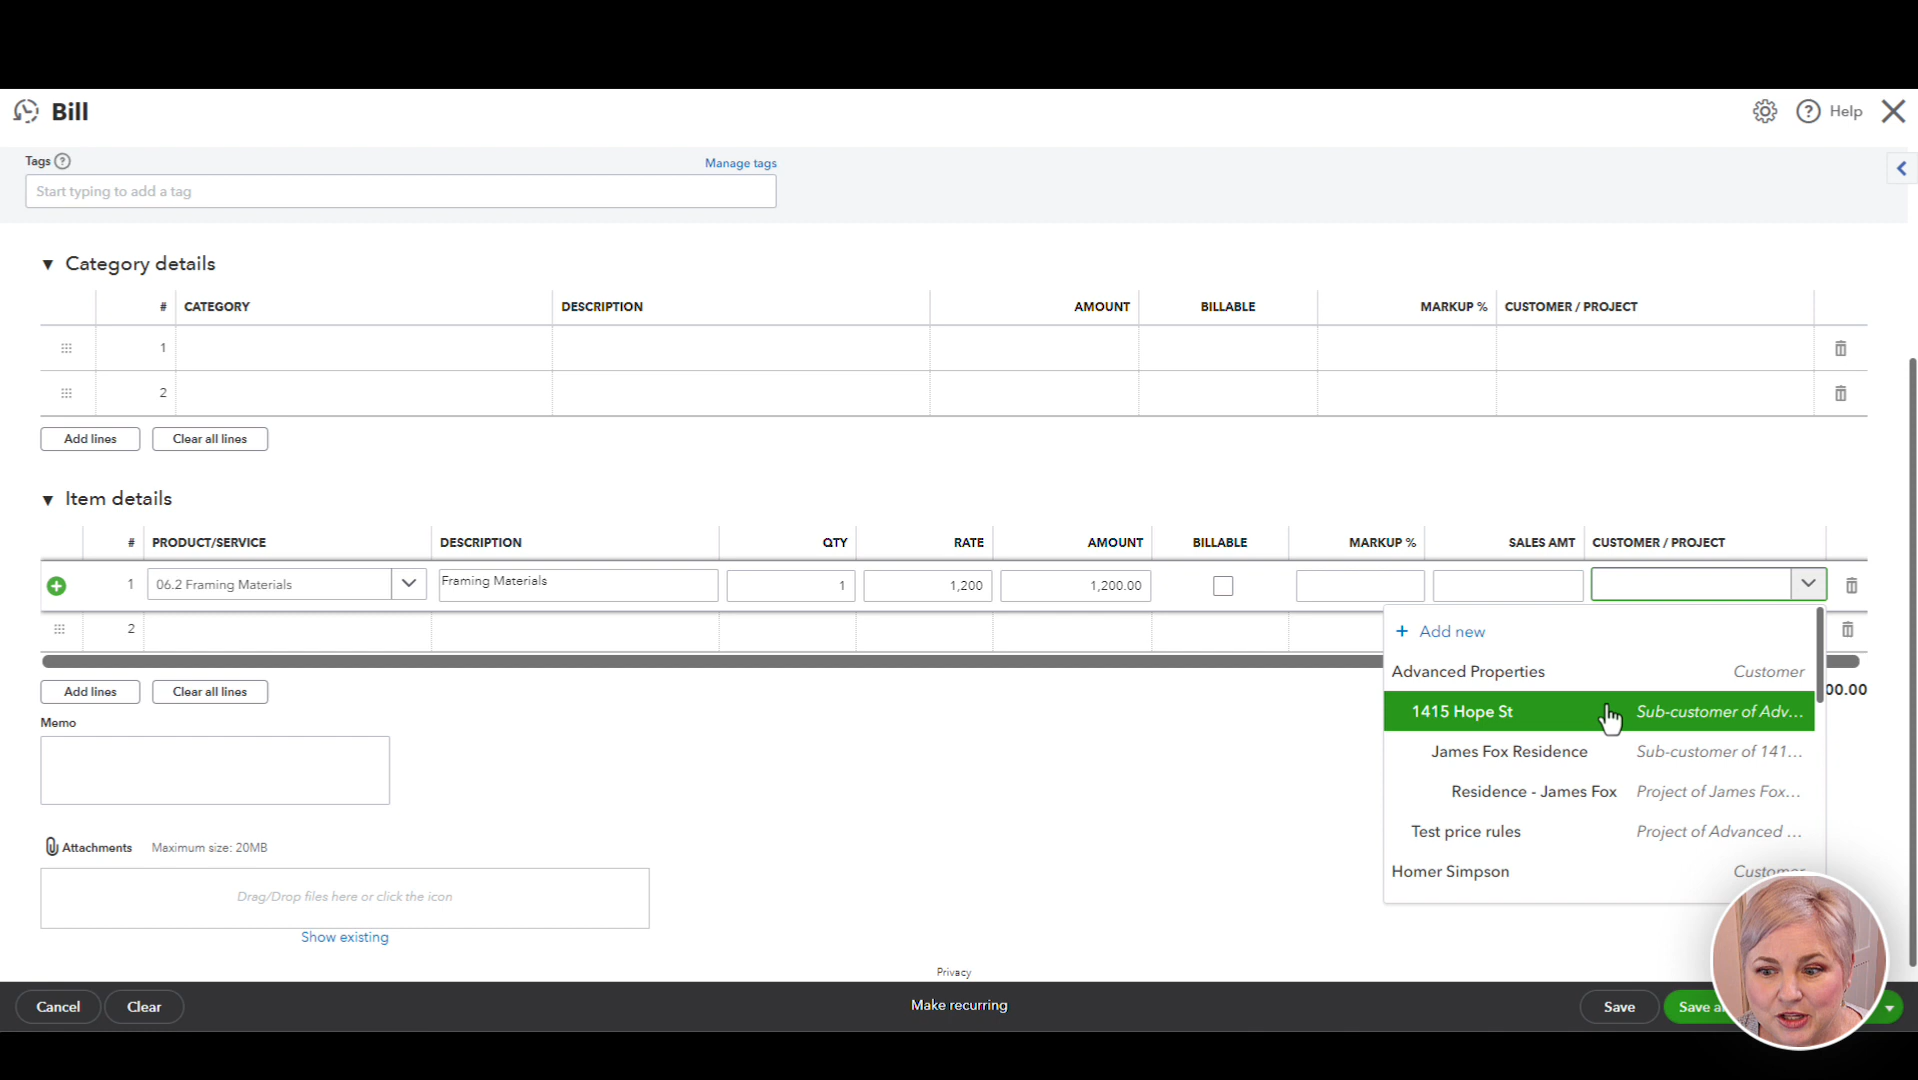 Bill
Help
Tags ?
Manage tags
Start typing to add a tag
Category details
# CATEGORY DESCRIPTION AMOUNT BILLABLE MARKUP % CUSTOMER / PROJECT
1
2
Add lines Clear all lines
Item details
# PRODUCT/SERVICE DESCRIPTION QTY RATE AMOUNT BILLABLE MARKUP % SALES AMT CUSTOMER / PROJECT
1 06.2 Framing Materials Framing Materials 1 1,200 1,200.00
2
+ Add new
Advanced Properties Customer
1415 Hope St Sub-customer of Adv...
James Fox Residence Sub-customer of 141...
Residence - James Fox Project of James Fox...
Test price rules Project of Advanced ...
Homer Simpson Customer
Add lines Clear all lines
00.00
Memo
Attachments Maximum size: 20MB
Drag/Drop files here or click the icon
Show existing
Privacy
Cancel Clear Make recurring Save Save